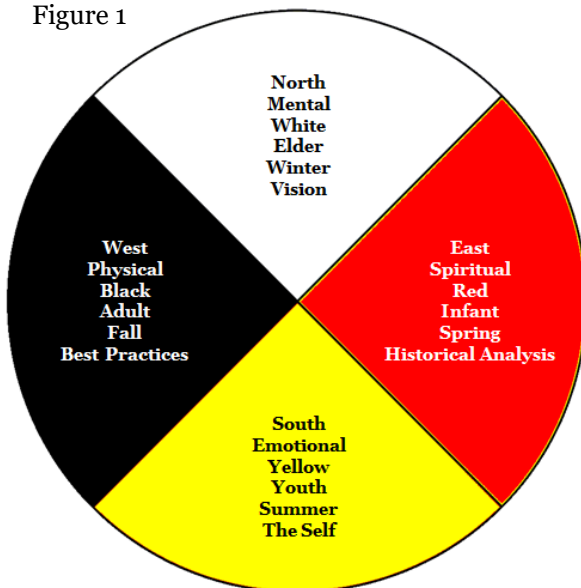 Figure 1
North
Mental
White
Elder
Winter
Vision
West
Physical
Black
Adult
Fall
Best Practices
East
Spiritual
Red
Infant
Spring
Historical Analysis
South
Emotional
Yellow
Youth
Summer
The Self